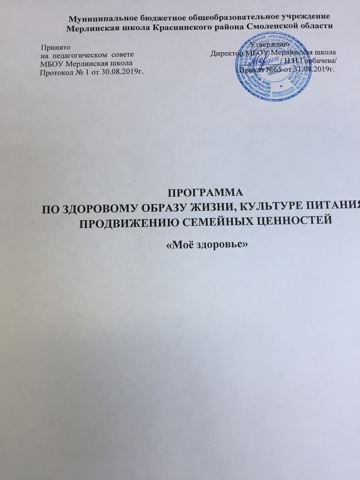 Муниципальное бюджетное общеобразовательное учреждение
Мерлинская школа Краснинского района Смоленской области
Принято
Утверждаю
на педагогическом совете
Директор МБОУ Мерлинская школа
МБОУ Мерлинская школа
/ Н.Н.Горбачева/
Протокол № 1 от 30.08.2019г.
Приказ №65 от 31.08.2019г.
ПРОГРАММА
ПО ЗДОРОВОМУ ОБРАЗУ ЖИЗНИ, КУЛЬТУРЕ ПИТАНИЯ
ПРОДВИЖЕНИЮ СЕМЕЙНЫХ ЦЕННОСТЕЙ
«Моё здоровье»